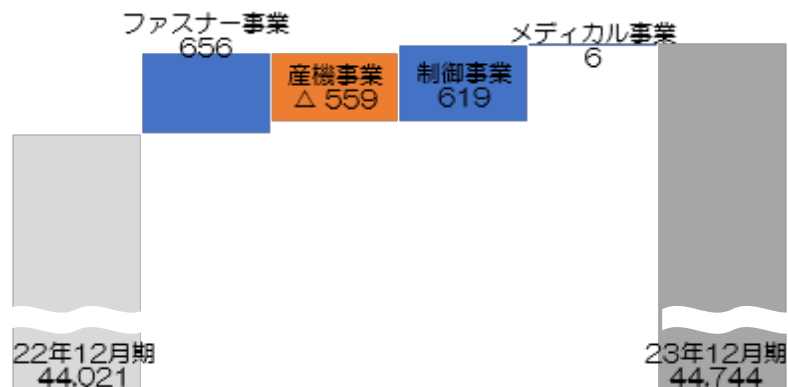 ファスナー事業
656
産機事業
△ 559
制御事業
619
メディカル事業
6
22年12月期
44,021
23年12月期
44,744